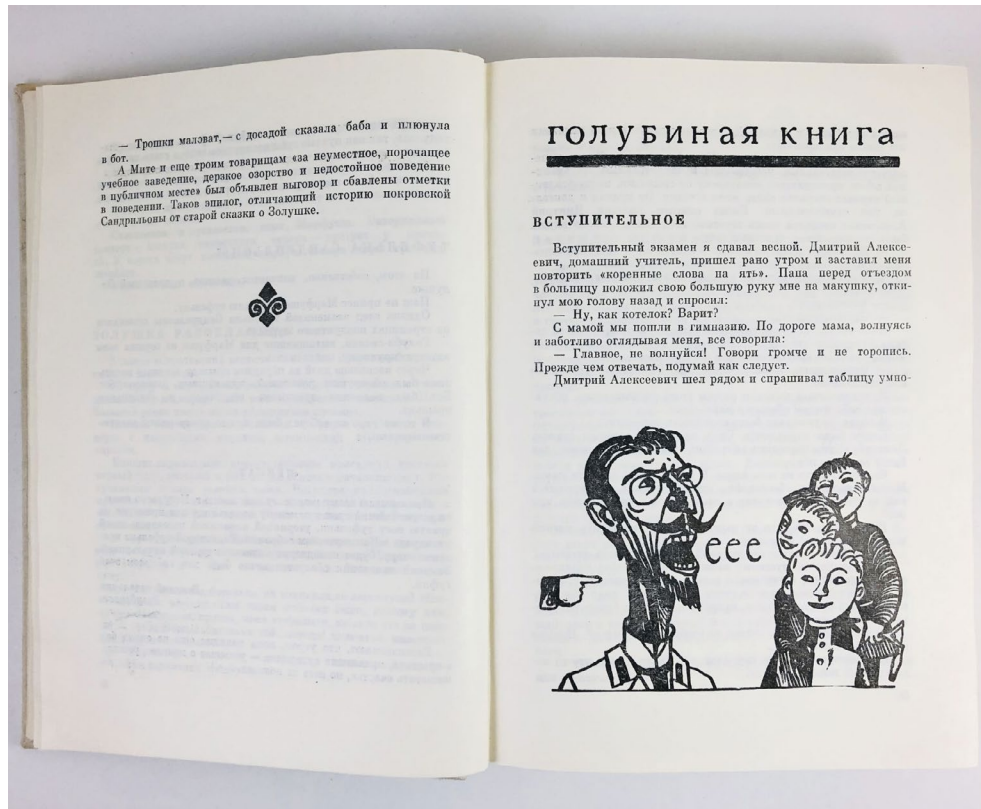 — Трошки малэват,— с досадой сказала баба и плюнула
в бот.
А Мите и еще троим товарищам «за неуместное, порочащее
учебное заведение, дерзкое озорство и недостойное поведение
в публичном месте» был объявлен выговор и сбавлены отметки
в поведении. Таков эпилог, отличающий историю покровской
Сандрильоны от старой сказки о Золушке.
ГОЛУБИНАЯ КНИГА
ВСТУПИТЕЛЬНОЕ
Вступительный экзамен я сдавал весной. Дмитрий Алексе-
евич, домашний учитель, пришел рано утром и заставил меня
повторить «коренные слова на ять». Папа перед отъездом
в больницу положил свою большую руку мне на макушку, отки-
нул мою голову назад и спросил:
— Ну, как котелок? Варит?
С мамой мы пошли в гимназию. По дороге мама, волнуясь
и заботливо оглядывая меня, все говорила:
— Главное, не волнуйся! Говори громче и не торопись.
Прежде чем отвечать, подумай как следует.
Дмитрий Алексеевич шел рядом и спрашивал таблицу умно-
еее